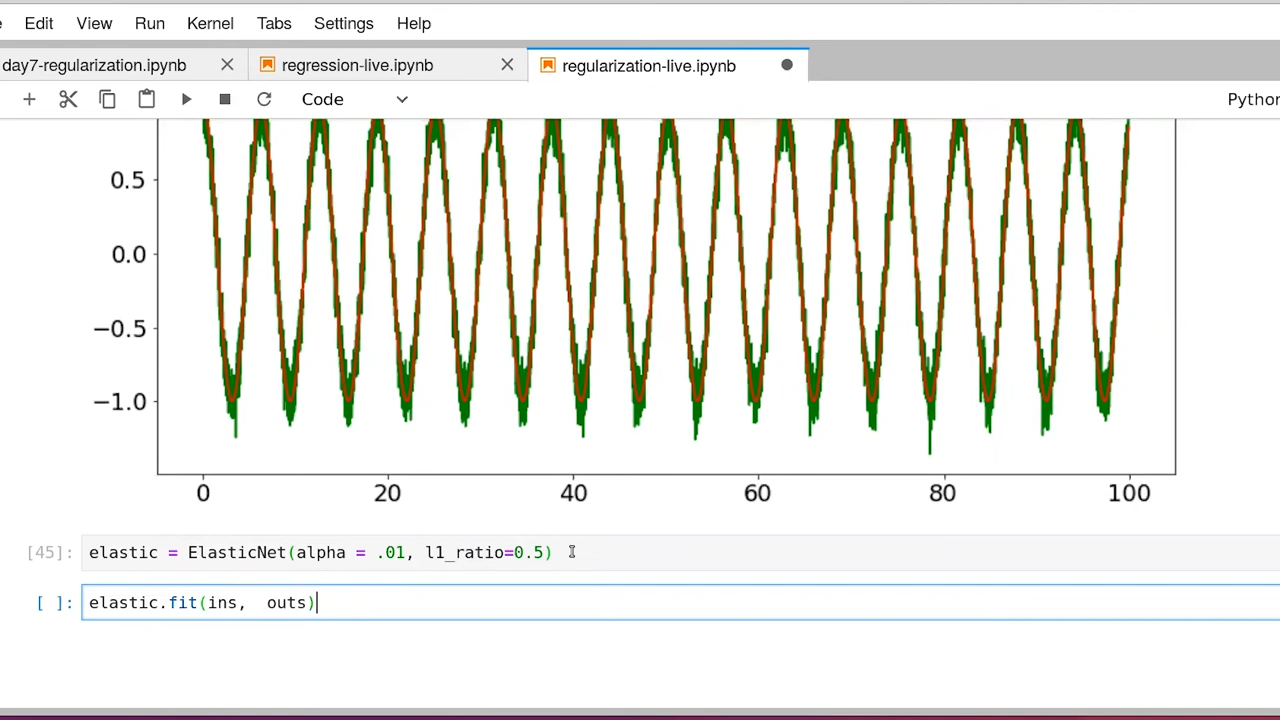 Edit View Run Kernel Tabs Settings Help
day7-regularization.ipynb regression-live.ipynb regularization-live.ipynb
Code
Python
0.5
0.0
−0.5
−1.0
0 20 40 60 80 100
[45]: elastic = ElasticNet(alpha = .01, l1_ratio=0.5)
[ ]: elastic.fit(ins,  outs)